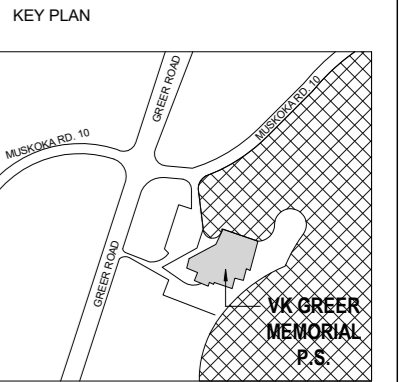 KEY PLAN
GREER ROAD
MUSKOKA RD. 10
MUSKOKA RD. 10
GREER ROAD
VK GREER
MEMORIAL
P.S.